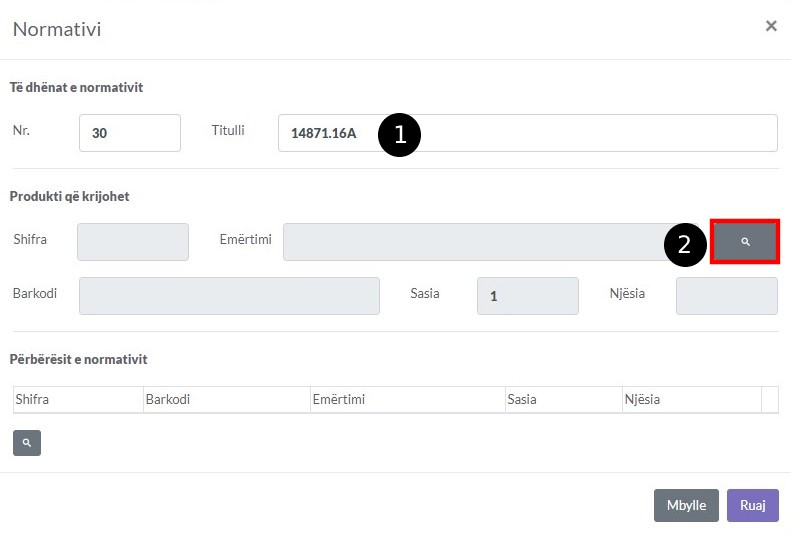 Normativi ×
Të dhënat e normativit
Nr. 30 Titulli 14871.16A 1
Produkti që krijohet
Shifra Emërtimi 2
Barkodi Sasia 1 Njësia
Përbërësit e normativit
Shifra Barkodi Emërtimi Sasia Njësia
Mbylle Ruaj